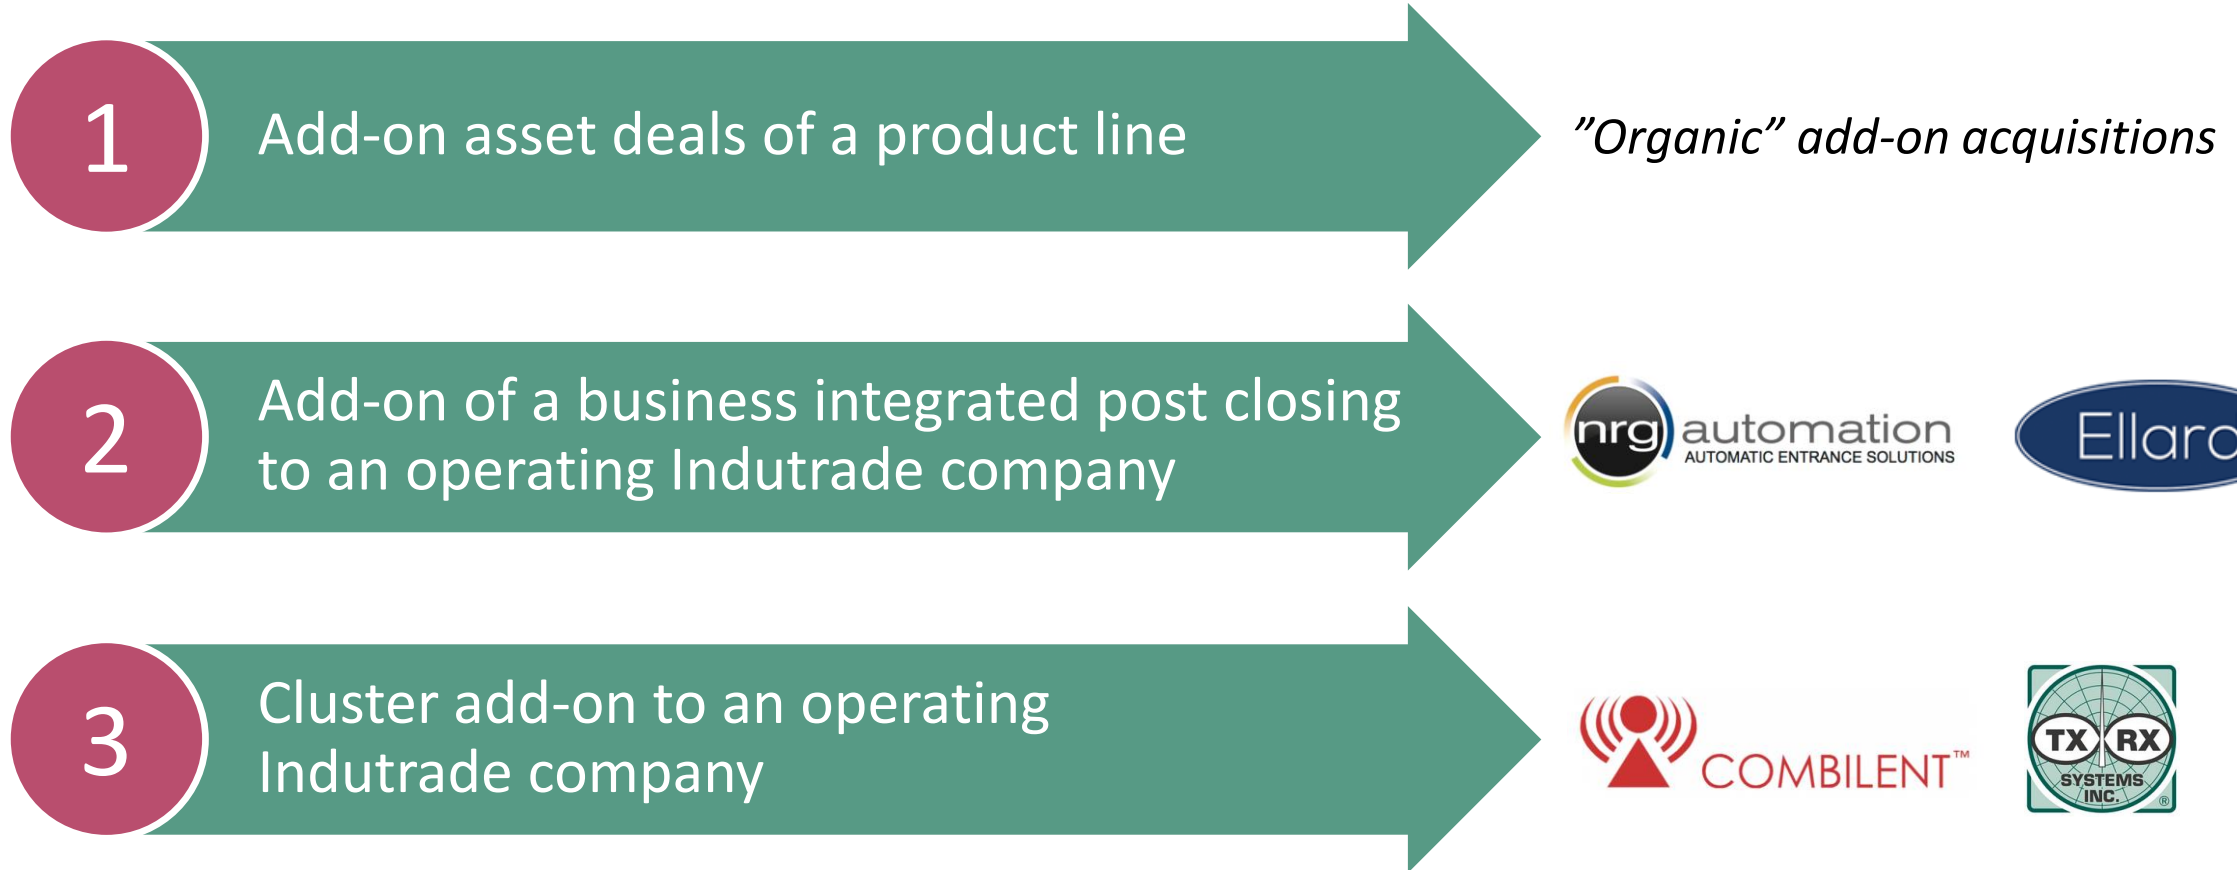 1
Add-on asset deals of a product line
”Organic” add-on acquisitions
2
Add-on of a business integrated post closing
to an operating Indutrade company
nrg automation
AUTOMATIC ENTRANCE SOLUTIONS
3
Cluster add-on to an operating
Indutrade company
COMBILENT™
TX RX
SYSTEMS
INC.
®